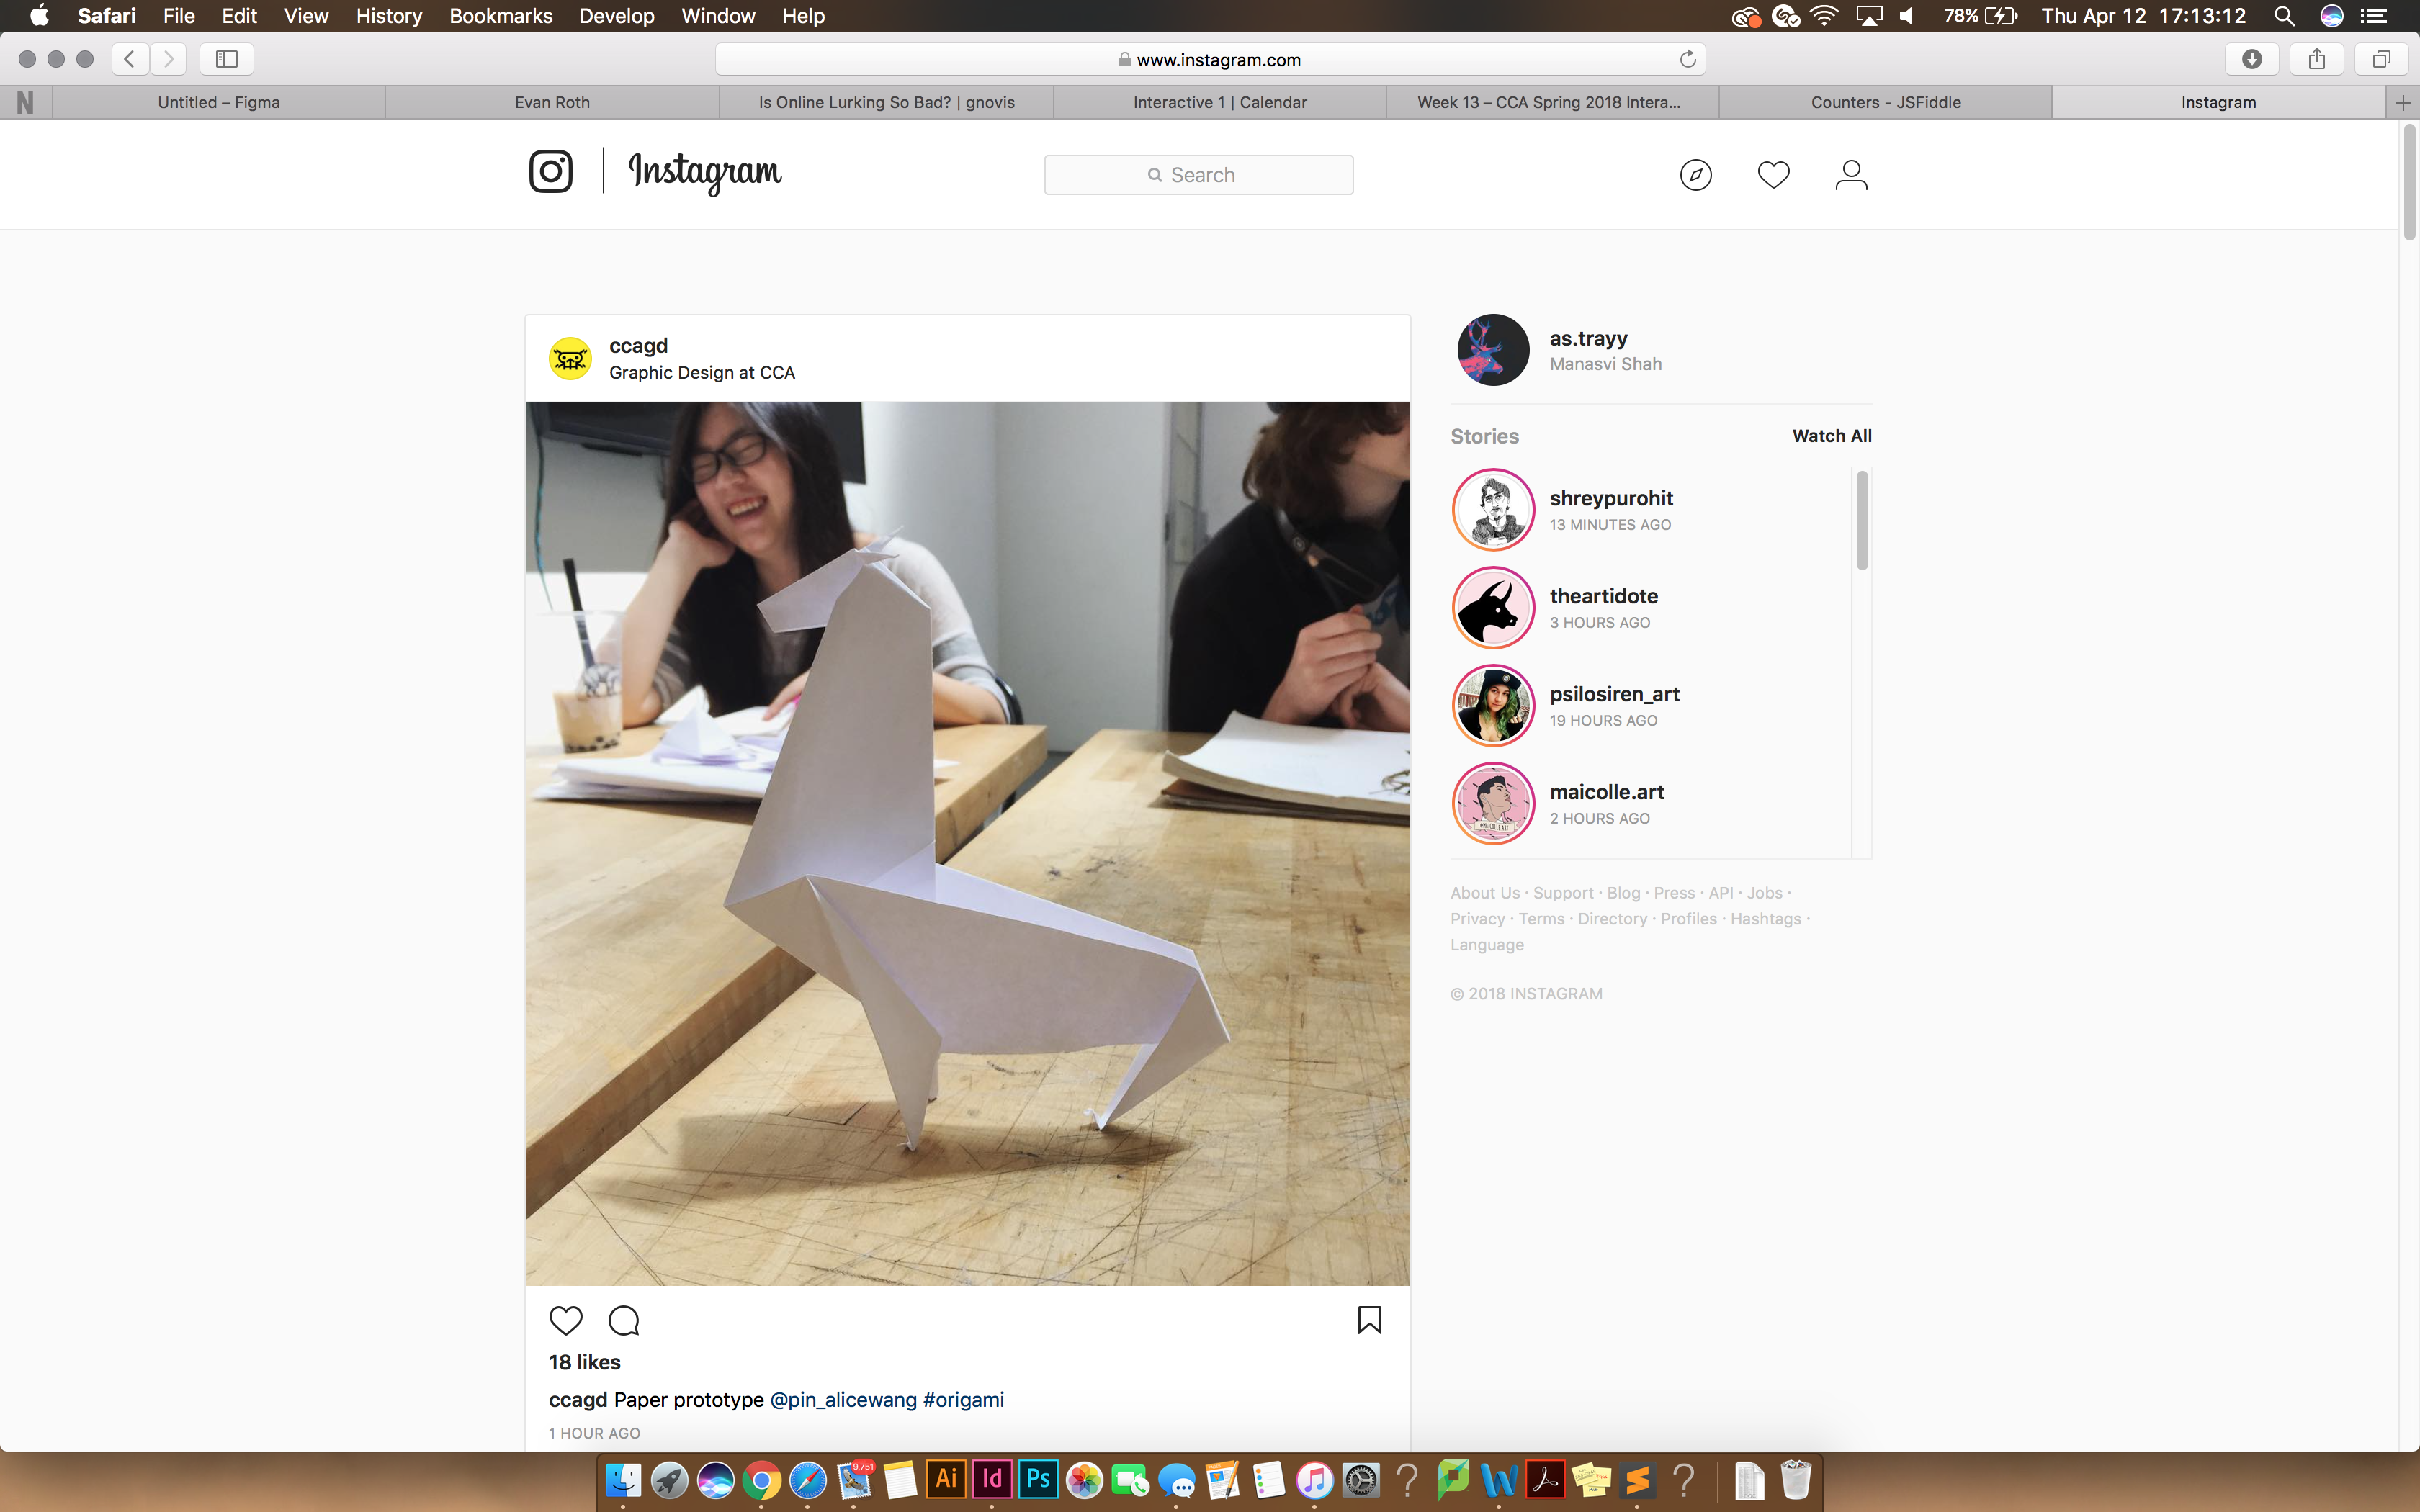 Safari File Edit View History Bookmarks Develop Window Help 78% Thu Apr 12 17:13:12
www.instagram.com
N Untitled – Figma Evan Roth Is Online Lurking So Bad? | gnovis Interactive 1 | Calendar Week 13 – CCA Spring 2018 Intera... Counters - JSFiddle Instagram
Instagram Search
ccagd
Graphic Design at CCA
as.trayy
Manasvi Shah
Stories Watch All
shreypurohit
13 MINUTES AGO
theartidote
3 HOURS AGO
psilosiren_art
19 HOURS AGO
maicolle.art
2 HOURS AGO
About Us · Support · Blog · Press · API · Jobs ·
Privacy · Terms · Directory · Profiles · Hashtags ·
Language
© 2018 INSTAGRAM
18 likes
ccagd Paper prototype @pin_alicewang #origami
1 HOUR AGO
9,751 Ai Id Ps ? W ?